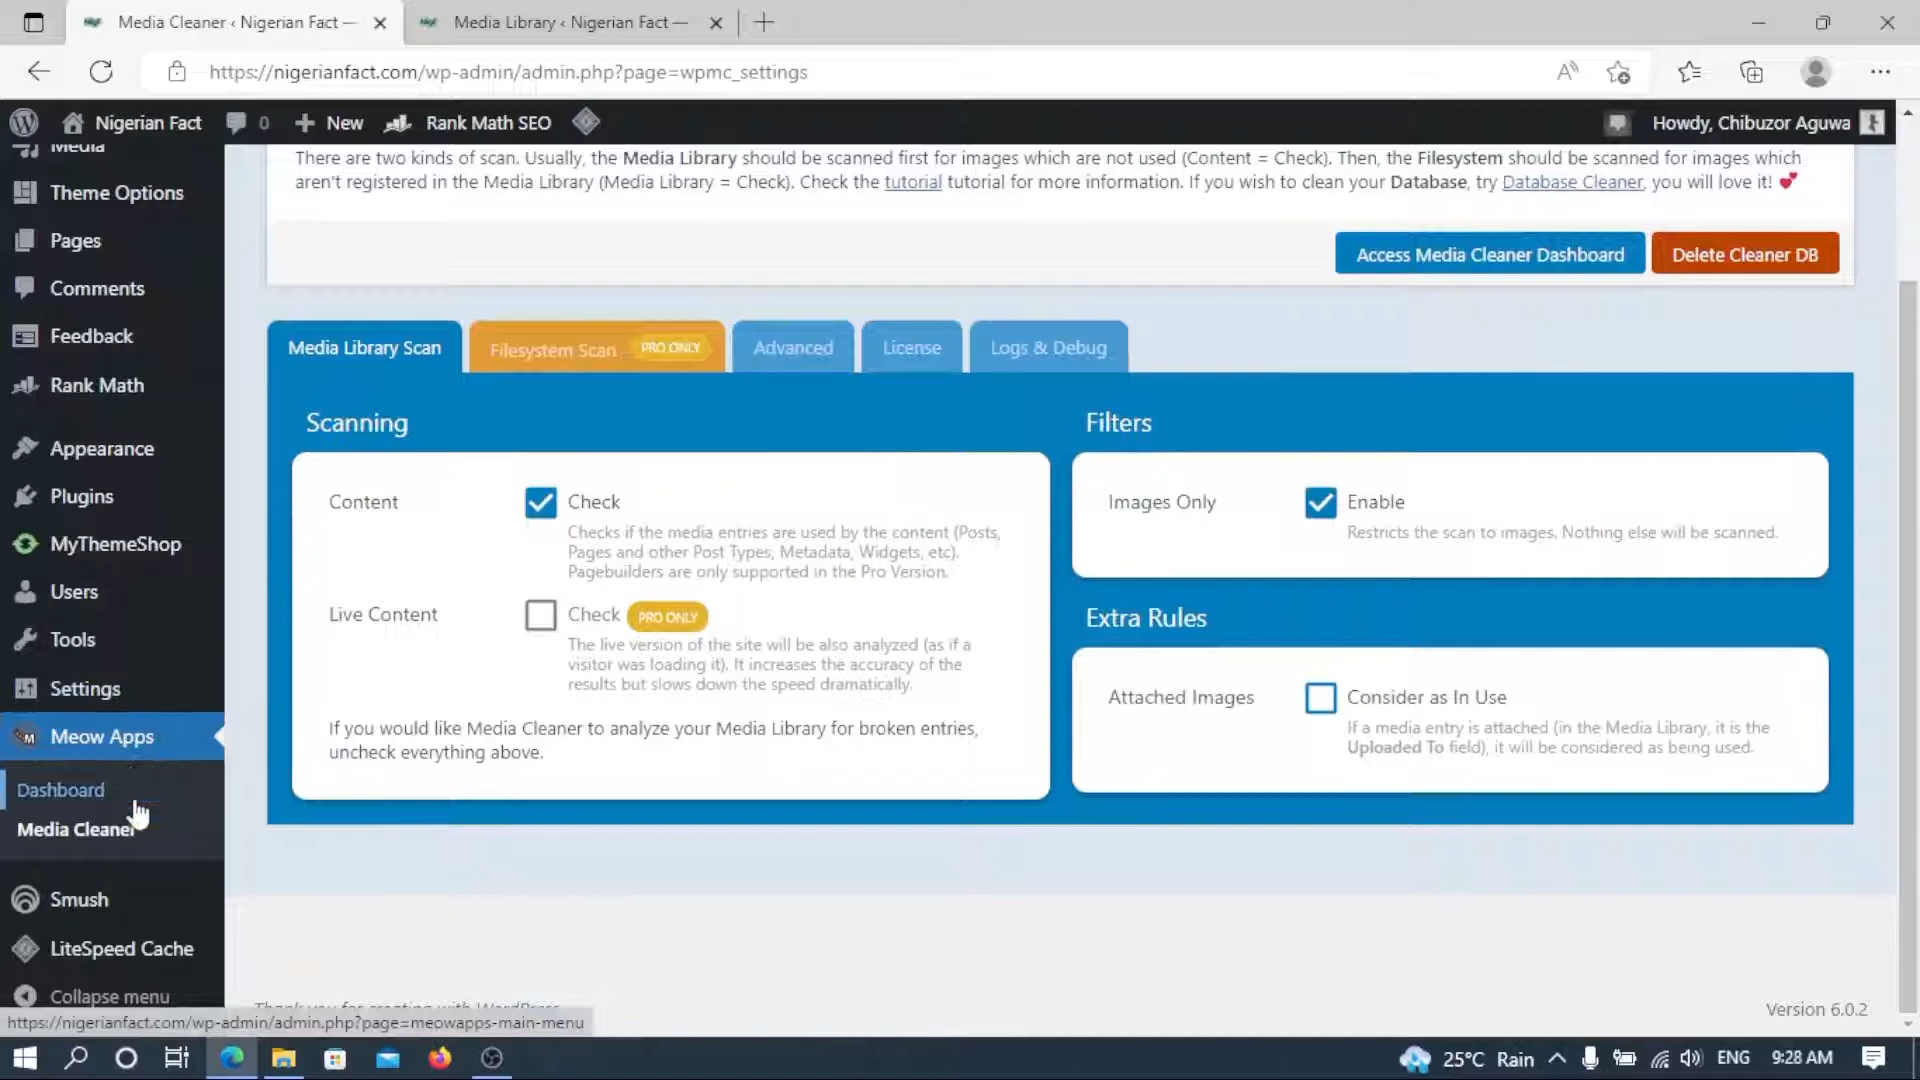 Media Cleaner ‹ Nigerian Fact —
Media Library ‹ Nigerian Fact —
https://nigerianfact.com/wp-admin/admin.php?page=wpmc_settings
Nigerian Fact
0
New
Rank Math SEO
Howdy, Chibuzor Aguwa
Media
Theme Options
Pages
Comments
Feedback
Rank Math
Appearance
Plugins
MyThemeShop
Users
Tools
Settings
Meow Apps
Dashboard
Media Cleaner
Smush
LiteSpeed Cache
Collapse menu
There are two kinds of scan. Usually, the Media Library should be scanned first for images which are not used (Content = Check). Then, the Filesystem should be scanned for images which
aren't registered in the Media Library (Media Library = Check). Check the tutorial tutorial for more information. If you wish to clean your Database, try Database Cleaner, you will love it! 💕
Access Media Cleaner Dashboard
Delete Cleaner DB
Media Library Scan
Filesystem Scan PRO ONLY
Advanced
License
Logs & Debug
Scanning
Content
Check
Checks if the media entries are used by the content (Posts,
Pages and other Post Types, Metadata, Widgets, etc).
Pagebuilders are only supported in the Pro Version.
Live Content
Check PRO ONLY
The live version of the site will be also analyzed (as if a
visitor was loading it). It increases the accuracy of the
results but slows down the speed dramatically.
If you would like Media Cleaner to analyze your Media Library for broken entries,
uncheck everything above.
Filters
Images Only
Enable
Restricts the scan to images. Nothing else will be scanned.
Extra Rules
Attached Images
Consider as In Use
If a media entry is attached (in the Media Library, it is the
Uploaded To field), it will be considered as being used.
Thank you for creating with WordPress.
Version 6.0.2
https://nigerianfact.com/wp-admin/admin.php?page=meowapps-main-menu
25°C Rain
ENG
9:28 AM